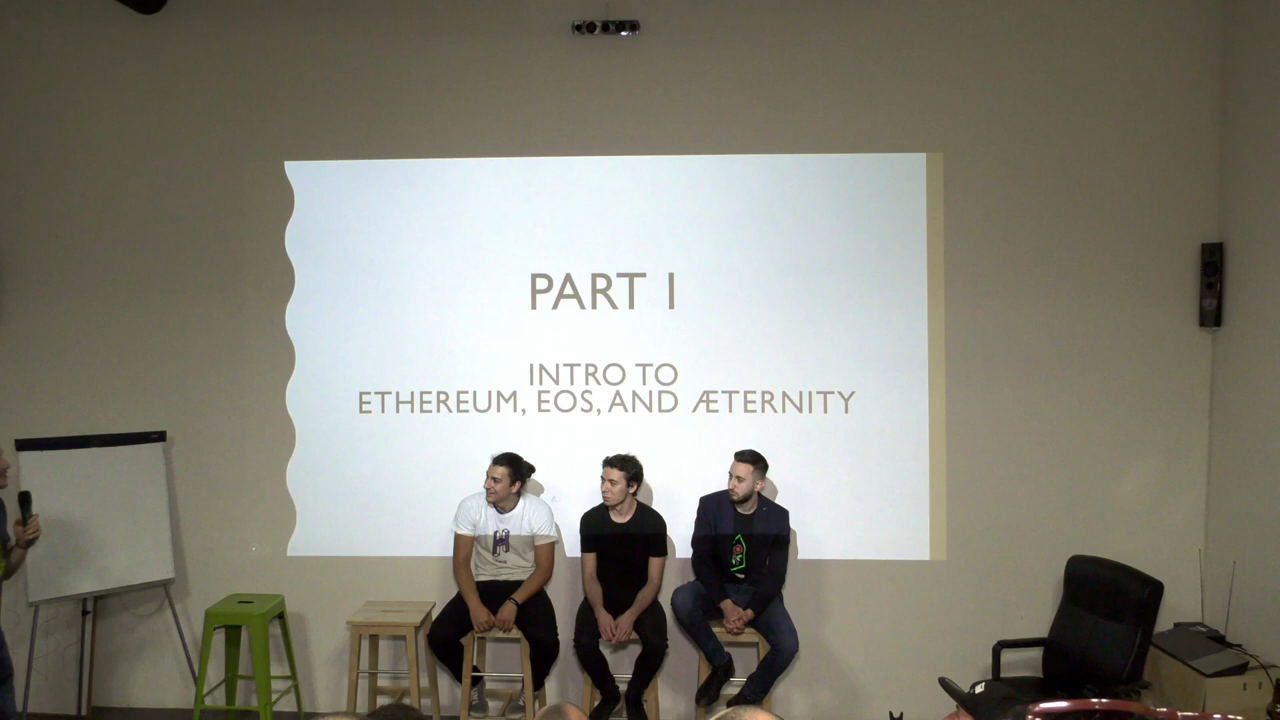 PART I
INTRO TO
ETHEREUM, EOS, AND ÆTERNITY